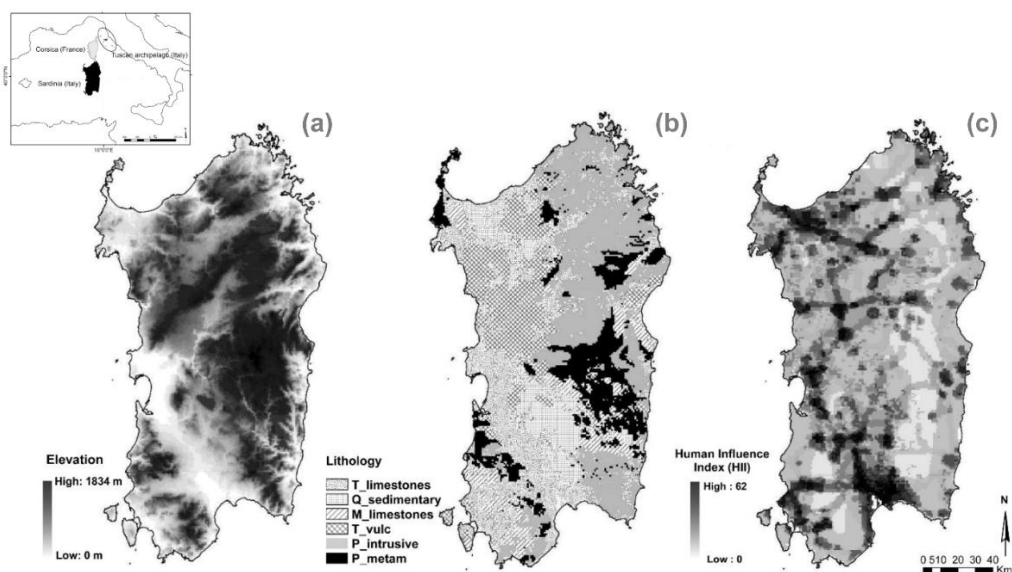 Corsica (France)
Tuscan archipelago (Italy)
Sardinia (Italy)
(a)
(b)
(c)
Elevation
High: 1834 m
Low: 0 m
Lithology
T_limestones
Q_sedimentary
M_limestones
T_vulc
P_intrusive
P_metam
Human Influence
Index (HII)
High : 62
Low : 0
N
0 510 20 30 40
Km